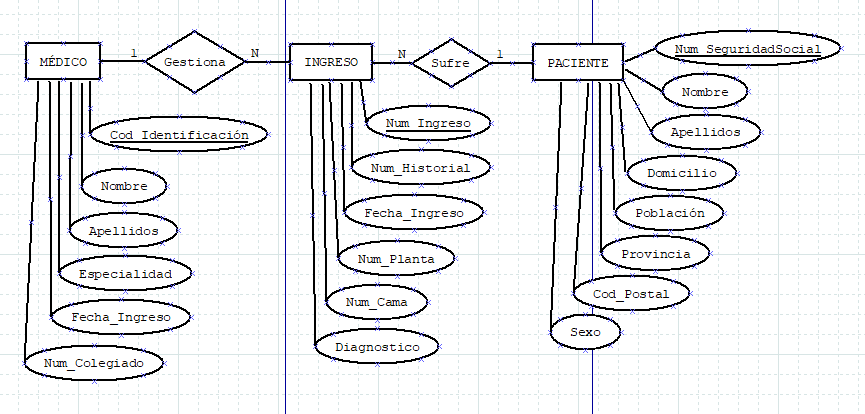 MÉDICO
1
Gestiona
N
INGRESO
N
Sufre
1
PACIENTE
Cod_Identificación
Nombre
Apellidos
Especialidad
Fecha_Ingreso
Num_Colegiado
Num_Ingreso
Num_Historial
Fecha_Ingreso
Num_Planta
Num_Cama
Diagnostico
Num_SeguridadSocial
Nombre
Apellidos
Domicilio
Población
Provincia
Cod_Postal
Sexo